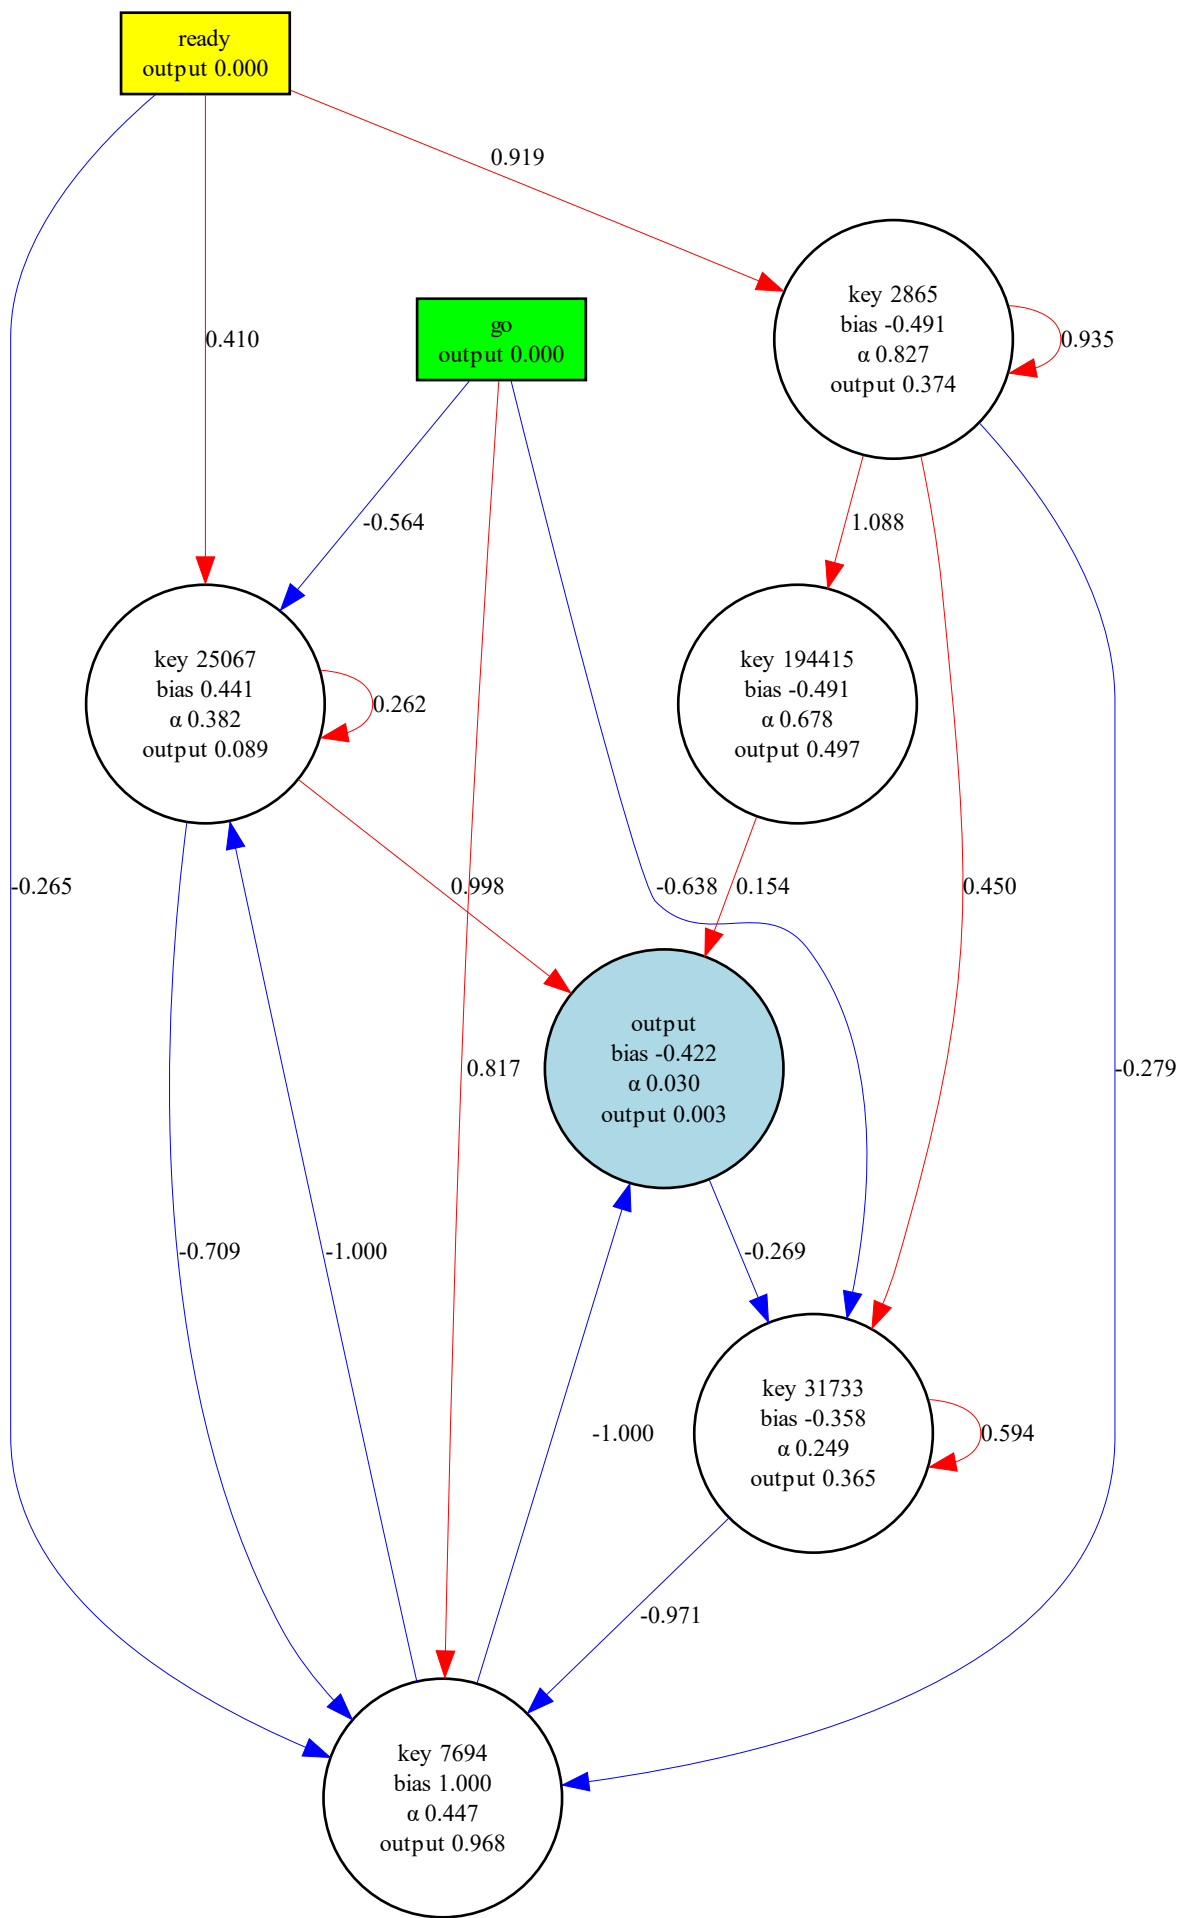 ready
output 0.000
0.919
key 2865
bias -0.491
α 0.827
output 0.374
0.935
go
output 0.000
0.410
-0.564
1.088
key 25067
bias 0.441
α 0.382
output 0.089
0.262
key 194415
bias -0.491
α 0.678
output 0.497
-0.265
0.998
-0.638
0.154
0.450
output
bias -0.422
α 0.030
output 0.003
0.817
-0.279
-0.709
-1.000
-0.269
-1.000
key 31733
bias -0.358
α 0.249
output 0.365
0.594
-0.971
key 7694
bias 1.000
α 0.447
output 0.968